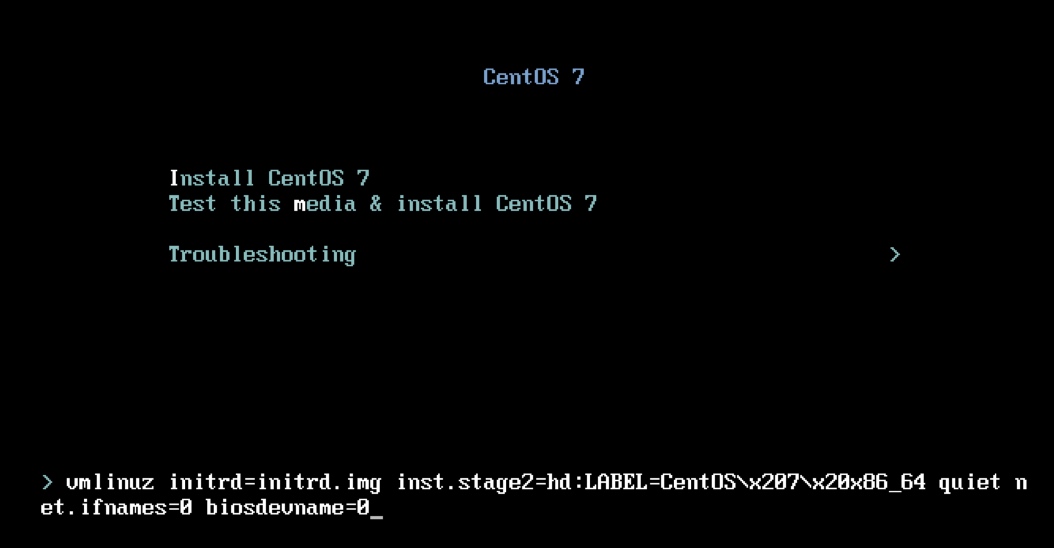 CentOS 7
Install CentOS 7
Test this media & install CentOS 7
Troubleshooting >
> vmlinuz initrd=initrd.img inst.stage2=hd:LABEL=CentOS\x207\x20x86_64 quiet n
et.ifnames=0 biosdevname=0_